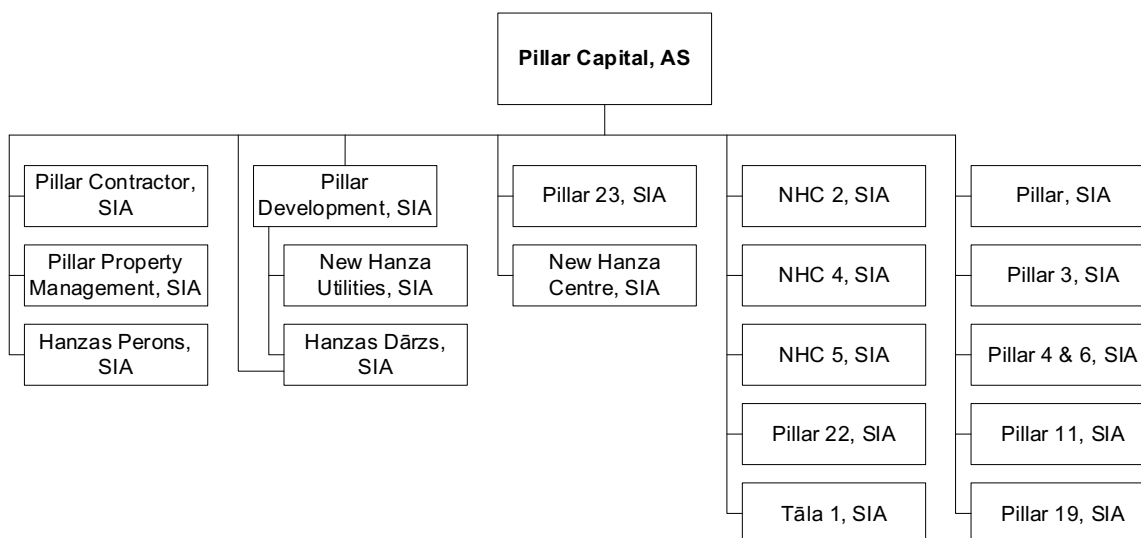 Pillar Capital, AS
Pillar Contractor,
SIA
Pillar Property
Management, SIA
Hanzas Perons,
SIA
Pillar
Development, SIA
New Hanza
Utilities, SIA
Hanzas Dārzs,
SIA
Pillar 23, SIA
New Hanza
Centre, SIA
NHC 2, SIA
NHC 4, SIA
NHC 5, SIA
Pillar 22, SIA
Tāla 1, SIA
Pillar, SIA
Pillar 3, SIA
Pillar 4 & 6, SIA
Pillar 11, SIA
Pillar 19, SIA